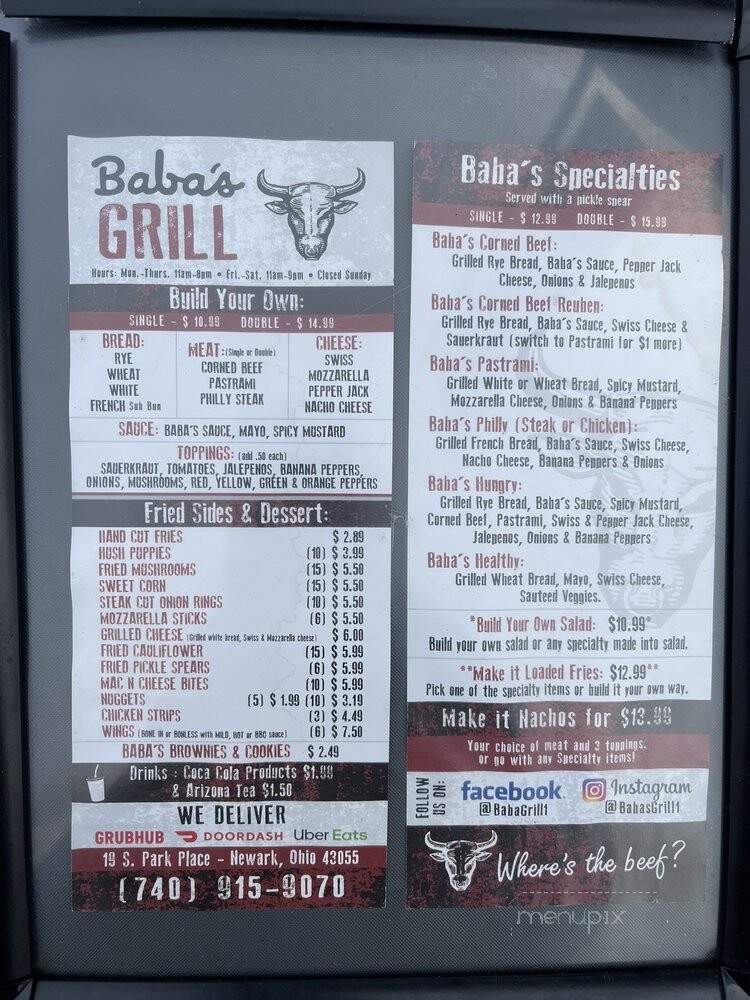 Baba's
GRILL
Hours: Mon.-Thurs. 11am-8pm • Fri.-Sat. 11am-9pm • Closed Sunday
Build Your Own:
SINGLE - $ 10.99 DOUBLE - $ 14.99
BREAD:
RYE
WHEAT
WHITE
FRENCH Sub Bun
MEAT: (Single or Double)
CORNED BEEF
PASTRAMI
PHILLY STEAK
CHEESE:
SWISS
MOZZARELLA
PEPPER JACK
NACHO CHEESE
SAUCE: BABA'S SAUCE, MAYO, SPICY MUSTARD
TOPPINGS: (add .50 each)
SAUERKRAUT, TOMATOES, JALEPENOS, BANANA PEPPERS,
ONIONS, MUSHROOMS, RED, YELLOW, GREEN & ORANGE PEPPERS
Fried Sides & Dessert:
HAND CUT FRIES $ 2.89
HUSH PUPPIES (10) $ 3.99
FRIED MUSHROOMS (15) $ 5.50
SWEET CORN (15) $ 5.50
STEAK CUT ONION RINGS (10) $ 5.50
MOZZARELLA STICKS (6) $ 5.50
GRILLED CHEESE (Grilled white bread, Swiss & Mozzarella cheese) $ 6.00
FRIED CAULIFLOWER (15) $ 5.99
FRIED PICKLE SPEARS (6) $ 5.99
MAC N CHEESE BITES (10) $ 5.99
NUGGETS (5) $ 1.99 (10) $ 3.19
CHICKEN STRIPS (3) $ 4.49
WINGS (BONE IN or BONLESS with MILD, HOT or BBQ sauce) (6) $ 7.50
BABA'S BROWNIES & COOKIES $ 2.49
Drinks : Coca Cola Products $1.99
& Arizona Tea $1.50
WE DELIVER
GRUBHUB DOORDASH Uber Eats
19 S. Park Place - Newark, Ohio 43055
(740) 915-9070
Baba's Specialties
Served with a pickle spear
SINGLE - $ 12.99 DOUBLE - $ 15.99
Baba's Corned Beef:
Grilled Rye Bread, Baba's Sauce, Pepper Jack
Cheese, Onions & Jalepenos
Baba's Corned Beef Reuben:
Grilled Rye Bread, Baba's Sauce, Swiss Cheese &
Sauerkraut (switch to Pastrami for $1 more)
Baba's Pastrami:
Grilled White or Wheat Bread, Spicy Mustard,
Mozzarella Cheese, Onions & Banana Peppers
Baba's Philly (Steak or Chicken):
Grilled French Bread, Baba's Sauce, Swiss Cheese,
Nacho Cheese, Banana Peppers & Onions
Baba's Hungry:
Grilled Rye Bread, Baba's Sauce, Spicy Mustard,
Corned Beef, Pastrami, Swiss & Pepper Jack Cheese,
Jalepenos, Onions & Banana Peppers
Baba's Healthy:
Grilled Wheat Bread, Mayo, Swiss Cheese,
Sauteed Veggies.
*Build Your Own Salad: $10.99*
Build your own salad or any specialty made into salad.
**Make it Loaded Fries: $12.99**
Pick one of the specialty items or build it your own way.
Make it Nachos for $13.99
Your choice of meat and 3 toppings,
or go with any Specialty items!
FOLLOW
US ON:
facebook
@BabaGrill1
Instagram
@BabasGrill1
Where's the beef?
menupix